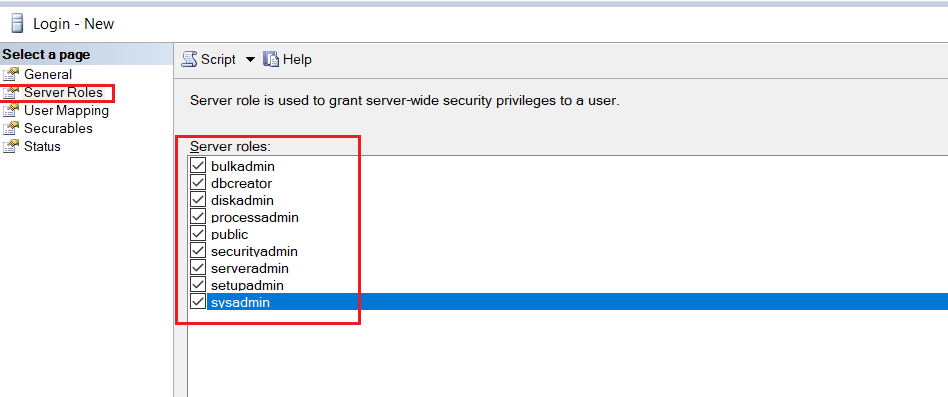 Login - New
Select a page
General
Server Roles
User Mapping
Securables
Status
Script Help
Server role is used to grant server-wide security privileges to a user.
Server roles:
bulkadmin
dbcreator
diskadmin
processadmin
public
securityadmin
serveradmin
setupadmin
sysadmin